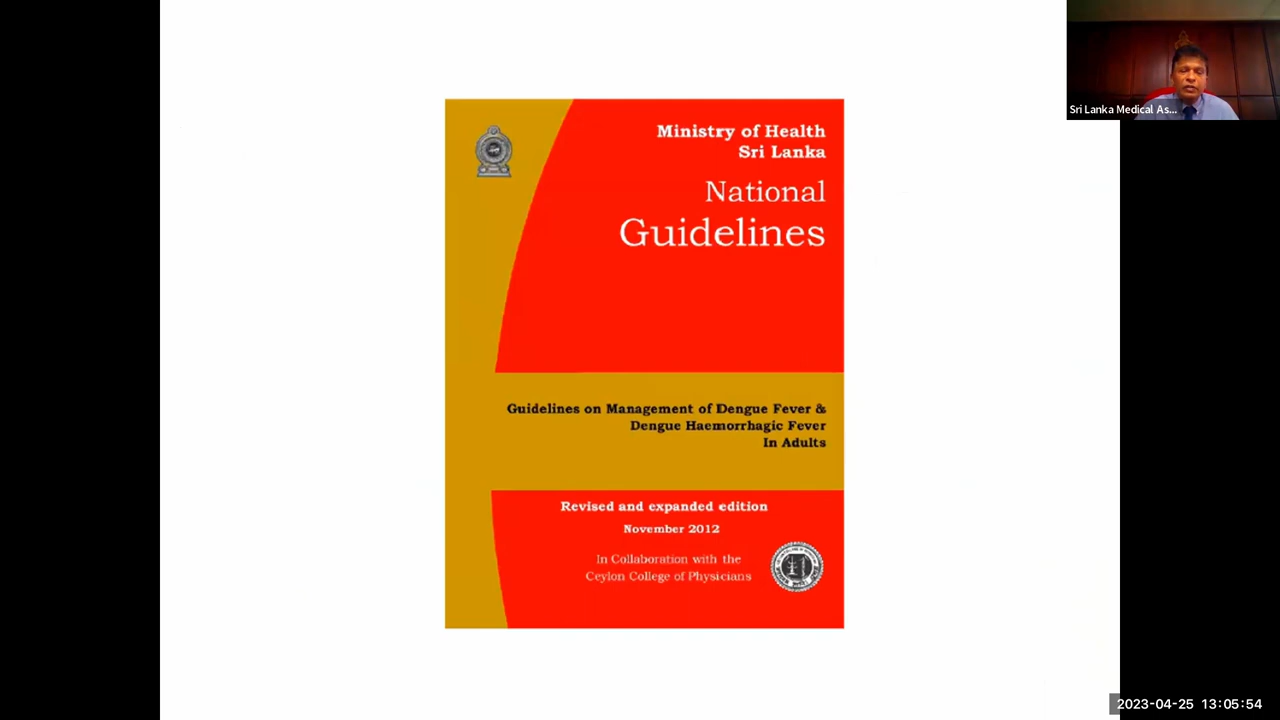 Ministry of Health
Sri Lanka
National
Guidelines
Guidelines on Management of Dengue Fever &
Dengue Haemorrhagic Fever
In Adults
Revised and expanded edition
November 2012
In Collaboration with the
Ceylon College of Physicians
Sri Lanka Medical As...
2023-04-25 13:05:54